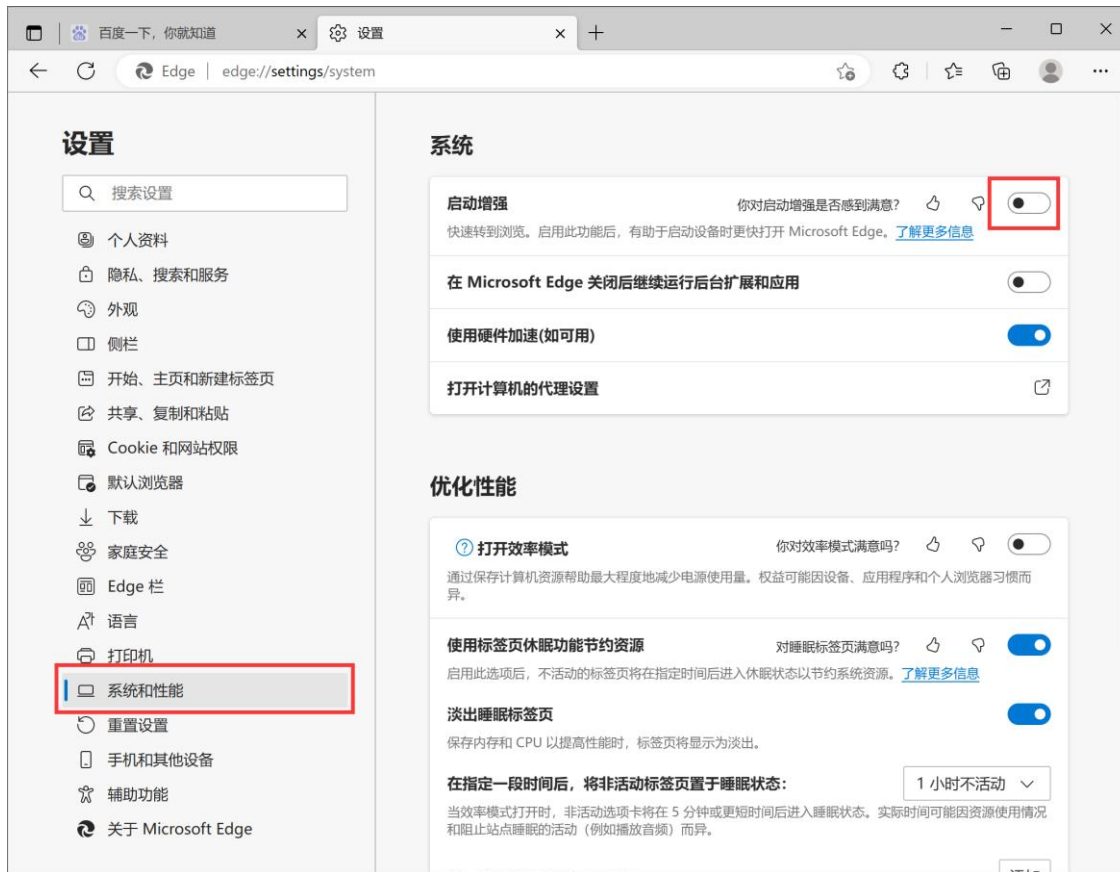 百度一下，你就知道
设置
Edge | edge://settings/system
设置
搜索设置
个人资料
隐私、搜索和服务
外观
侧栏
开始、主页和新建标签页
共享、复制和粘贴
Cookie 和网站权限
默认浏览器
下载
家庭安全
Edge 栏
语言
打印机
系统和性能
重置设置
手机和其他设备
辅助功能
关于 Microsoft Edge
系统
启动增强
你对启动增强是否感到满意?
快速转到浏览。启用此功能后，有助于启动设备时更快打开 Microsoft Edge。了解更多信息
在 Microsoft Edge 关闭后继续运行后台扩展和应用
使用硬件加速(如可用)
打开计算机的代理设置
优化性能
打开效率模式
你对效率模式满意吗?
通过保存计算机资源帮助最大程度地减少电源使用量。权益可能因设备、应用程序和个人浏览器习惯而
异。
使用标签页休眠功能节约资源
对睡眠标签页满意吗?
启用此选项后，不活动的标签页将在指定时间后进入休眠状态以节约系统资源。了解更多信息
淡出睡眠标签页
保存内存和 CPU 以提高性能时，标签页将显示为淡出。
在指定一段时间后，将非活动标签页置于睡眠状态:
1 小时不活动
当效率模式打开时，非活动选项卡将在 5 分钟或更短时间后进入睡眠状态。实际时间可能因资源使用情况
和阻止站点睡眠的活动（例如播放音频）而异。